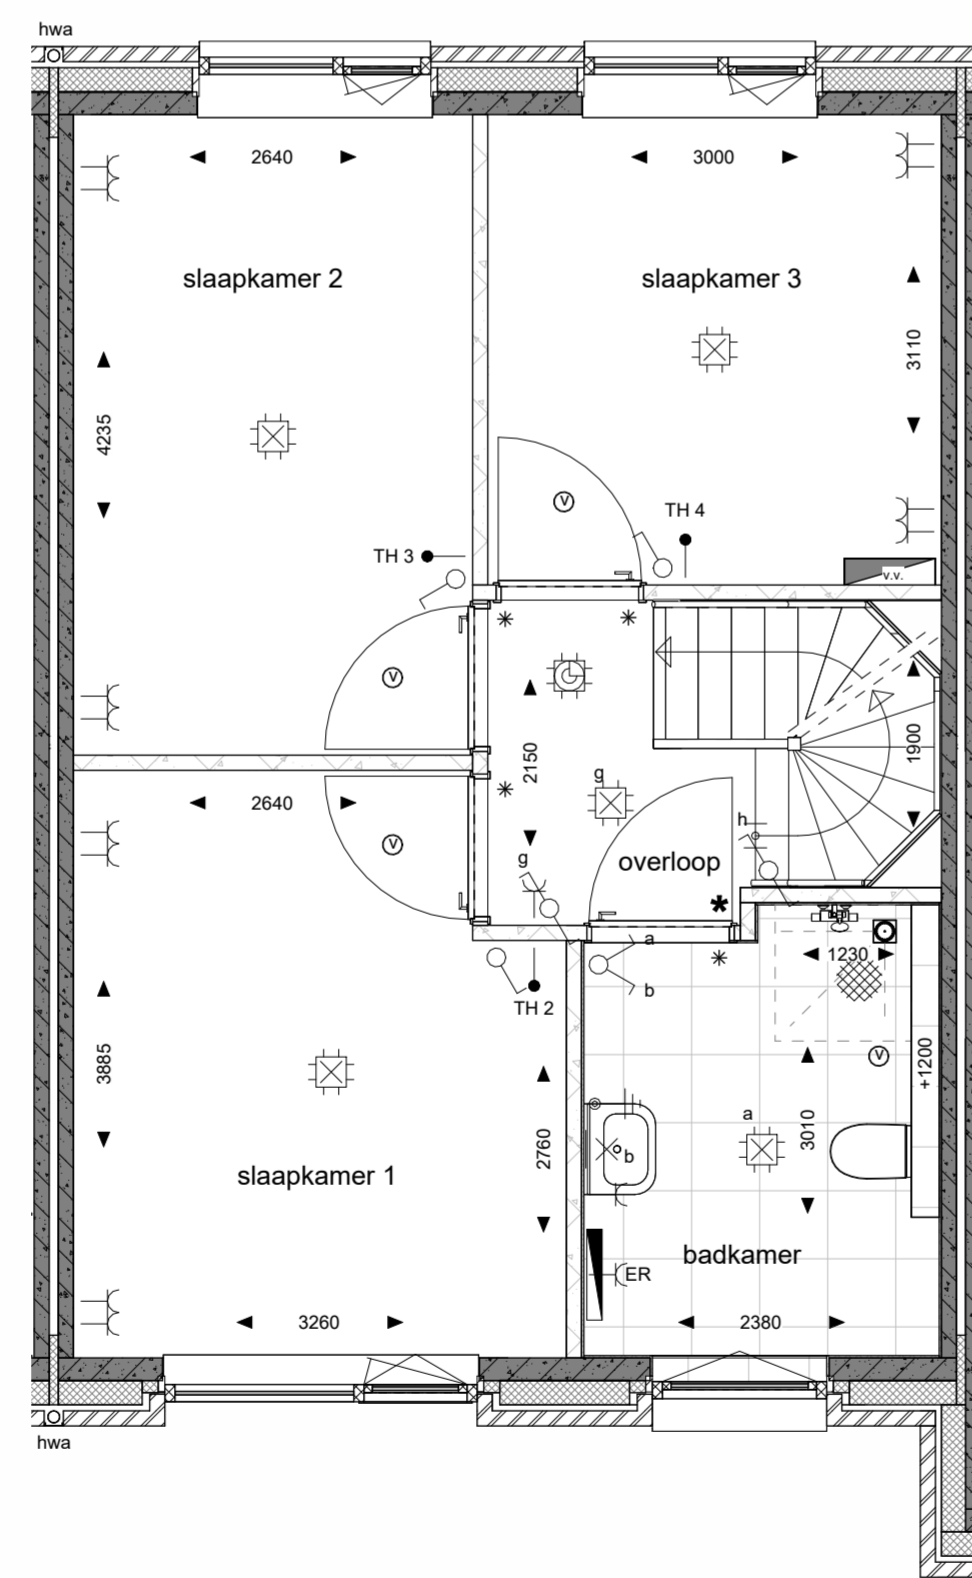 hwa
2640
3000
slaapkamer 2
slaapkamer 3
3110
4235
v
TH 4
TH 3
v.v.
v
1900
2150
g
2640
h
v
g
overloop
*
a
1230
b
TH 2
3885
+1200
v
2760
a
3010
b
slaapkamer 1
badkamer
ER
3260
2380
hwa